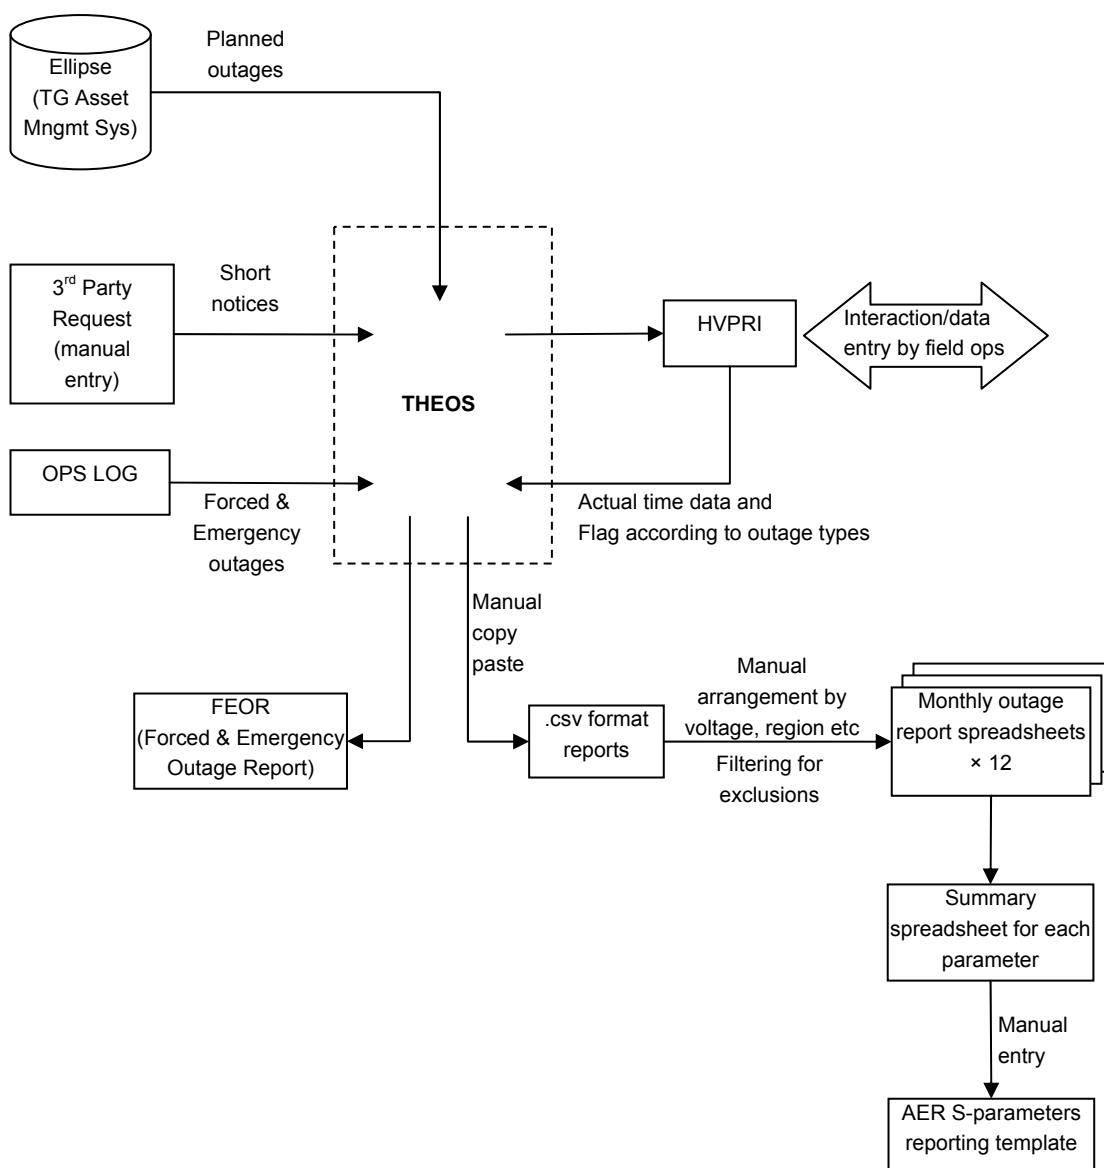 Ellipse
(TG Asset
Mngmt Sys)
Planned
outages
3rd Party
Request
(manual
entry)
Short
notices
HVPRI
Interaction/data
entry by field ops
THEOS
OPS LOG
Forced &
Emergency
outages
Actual time data and
Flag according to outage types
Manual
copy
paste
FEOR
(Forced & Emergency
Outage Report)
.csv format
reports
Manual
arrangement by
voltage, region etc
Filtering for
exclusions
Monthly outage
report spreadsheets
× 12
Summary
spreadsheet for each
parameter
Manual
entry
AER S-parameters
reporting template